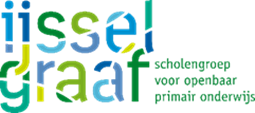 ijssel
graaf
scholengroep
voor openbaar
primair onderwijs